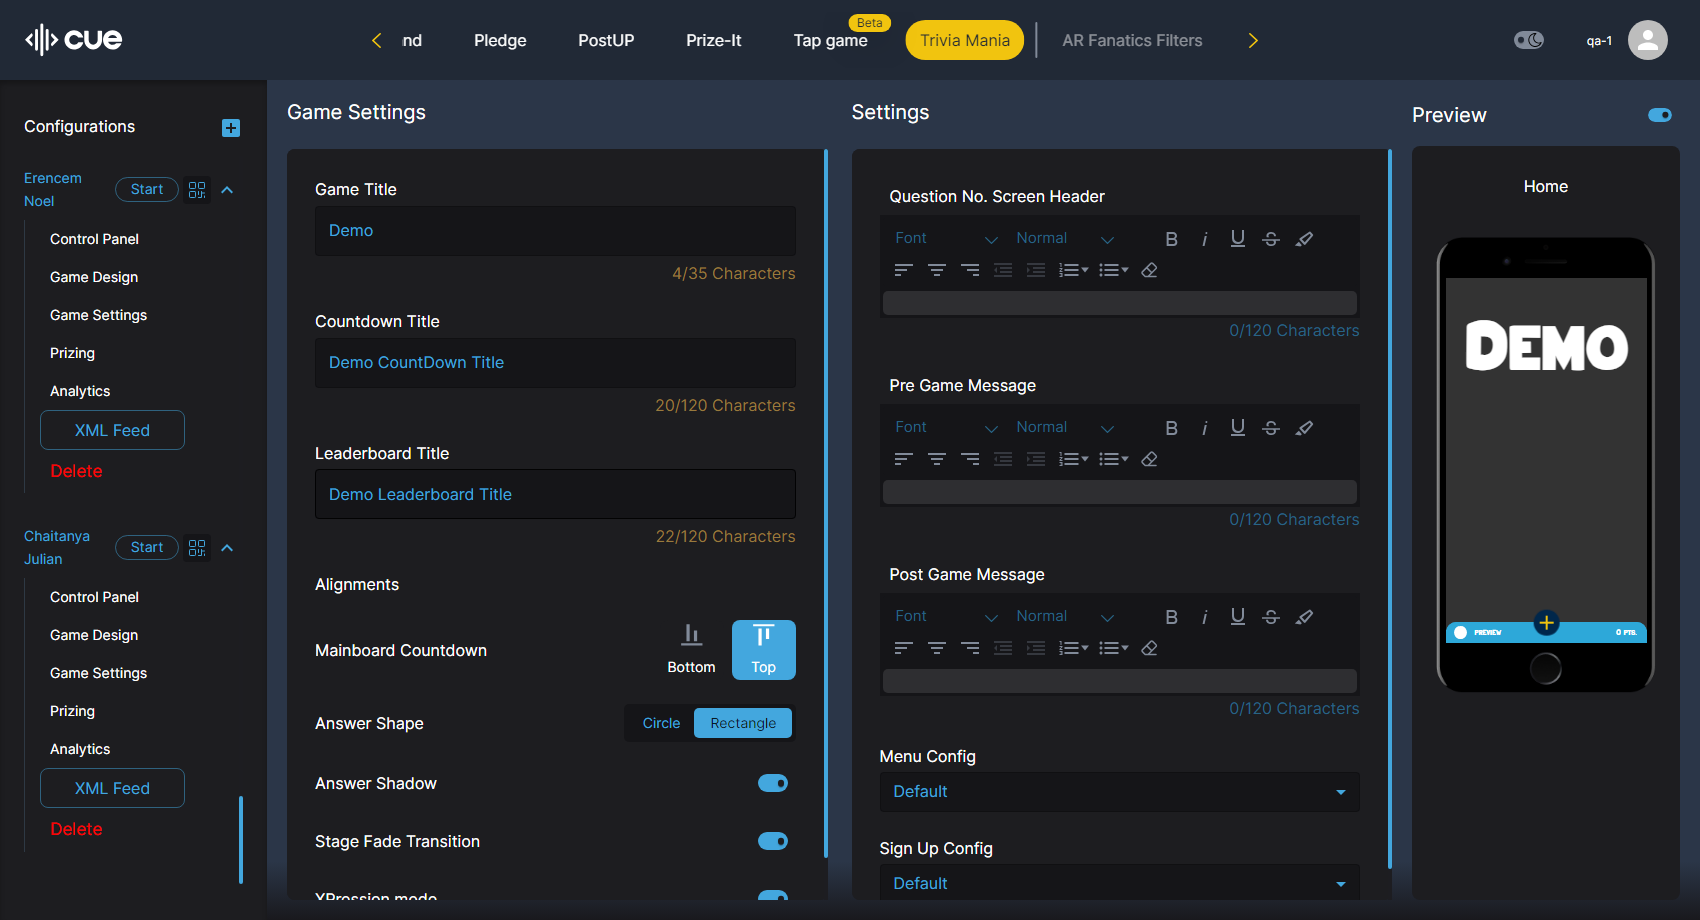 cue
nd
Pledge
PostUP
Prize-It
Tap game
Beta
Trivia Mania
AR Fanatics Filters
qa-1
Configurations
Erencem
Noel
Start
Control Panel
Game Design
Game Settings
Prizing
Analytics
XML Feed
Delete
Chaitanya
Julian
Start
Control Panel
Game Design
Game Settings
Prizing
Analytics
XML Feed
Delete
Game Settings
Game Title
Demo
4/35 Characters
Countdown Title
Demo CountDown Title
20/120 Characters
Leaderboard Title
Demo Leaderboard Title
22/120 Characters
Alignments
Mainboard Countdown
Bottom
Top
Answer Shape
Circle
Rectangle
Answer Shadow
Stage Fade Transition
XPression mode
Settings
Question No. Screen Header
Font
Normal
B i U S
0/120 Characters
Pre Game Message
Font
Normal
B i U S
0/120 Characters
Post Game Message
Font
Normal
B i U S
0/120 Characters
Menu Config
Default
Sign Up Config
Default
Preview
Home
DEMO
PREVIEW
0 PTS.